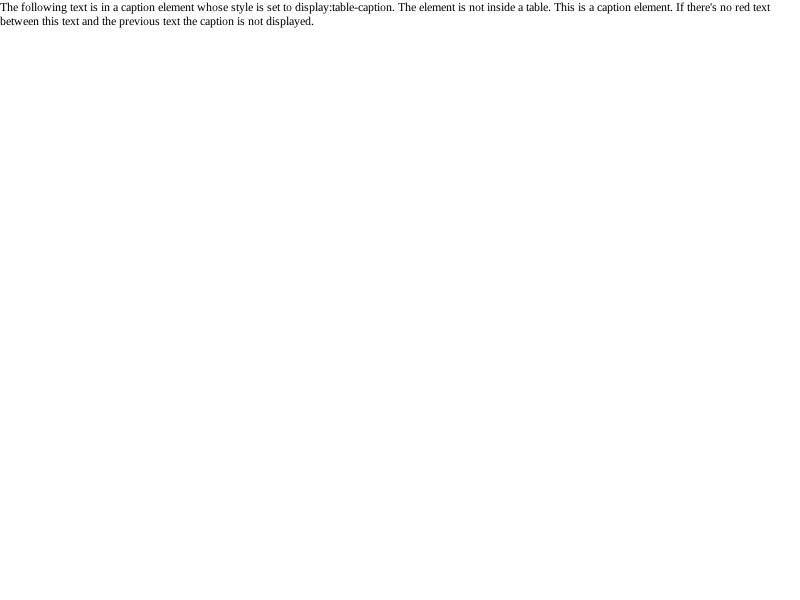 The following text is in a caption element whose style is set to display:table-caption. The element is not inside a table. This is a caption element. If there's no red text
between this text and the previous text the caption is not displayed.